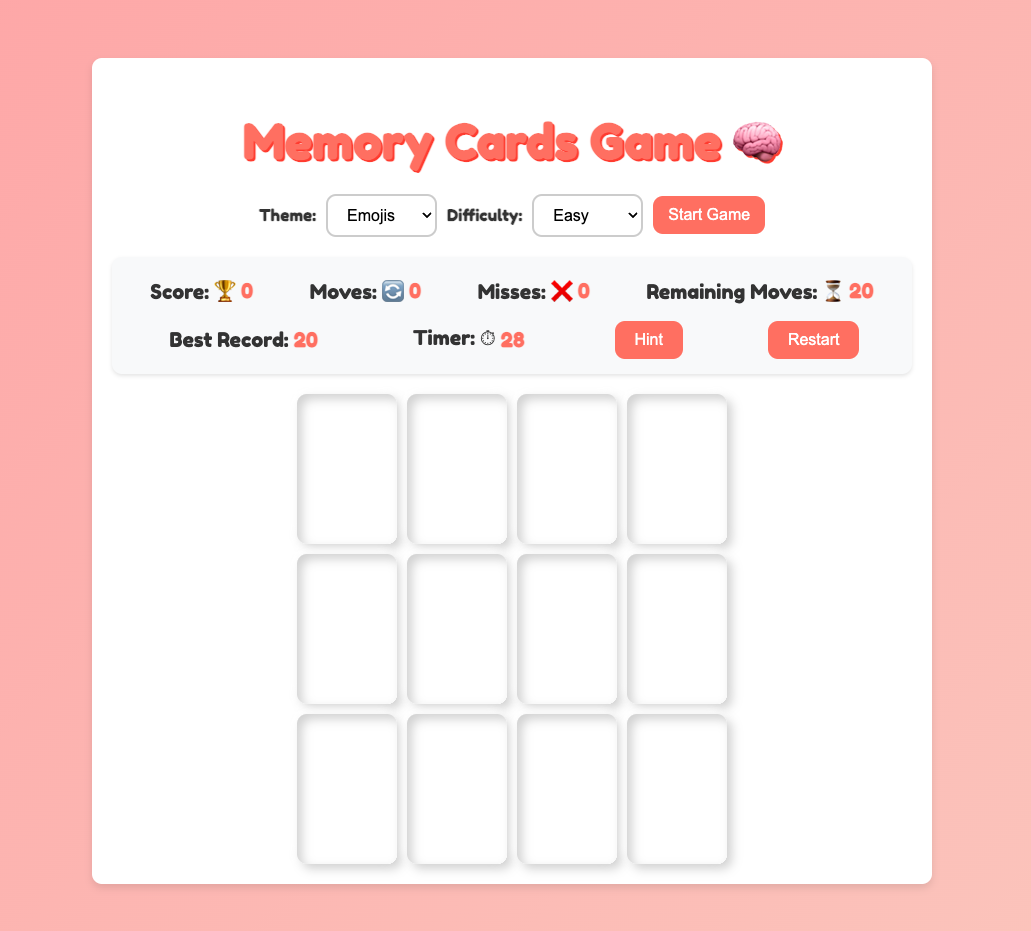 Memory Cards Game 🧠
Theme: Emojis Difficulty: Easy Start Game
Score: 🏆 0 Moves: 🔄 0 Misses: ❌ 0 Remaining Moves: ⏳ 20
Best Record: 20 Timer: ⏱ 28 Hint Restart